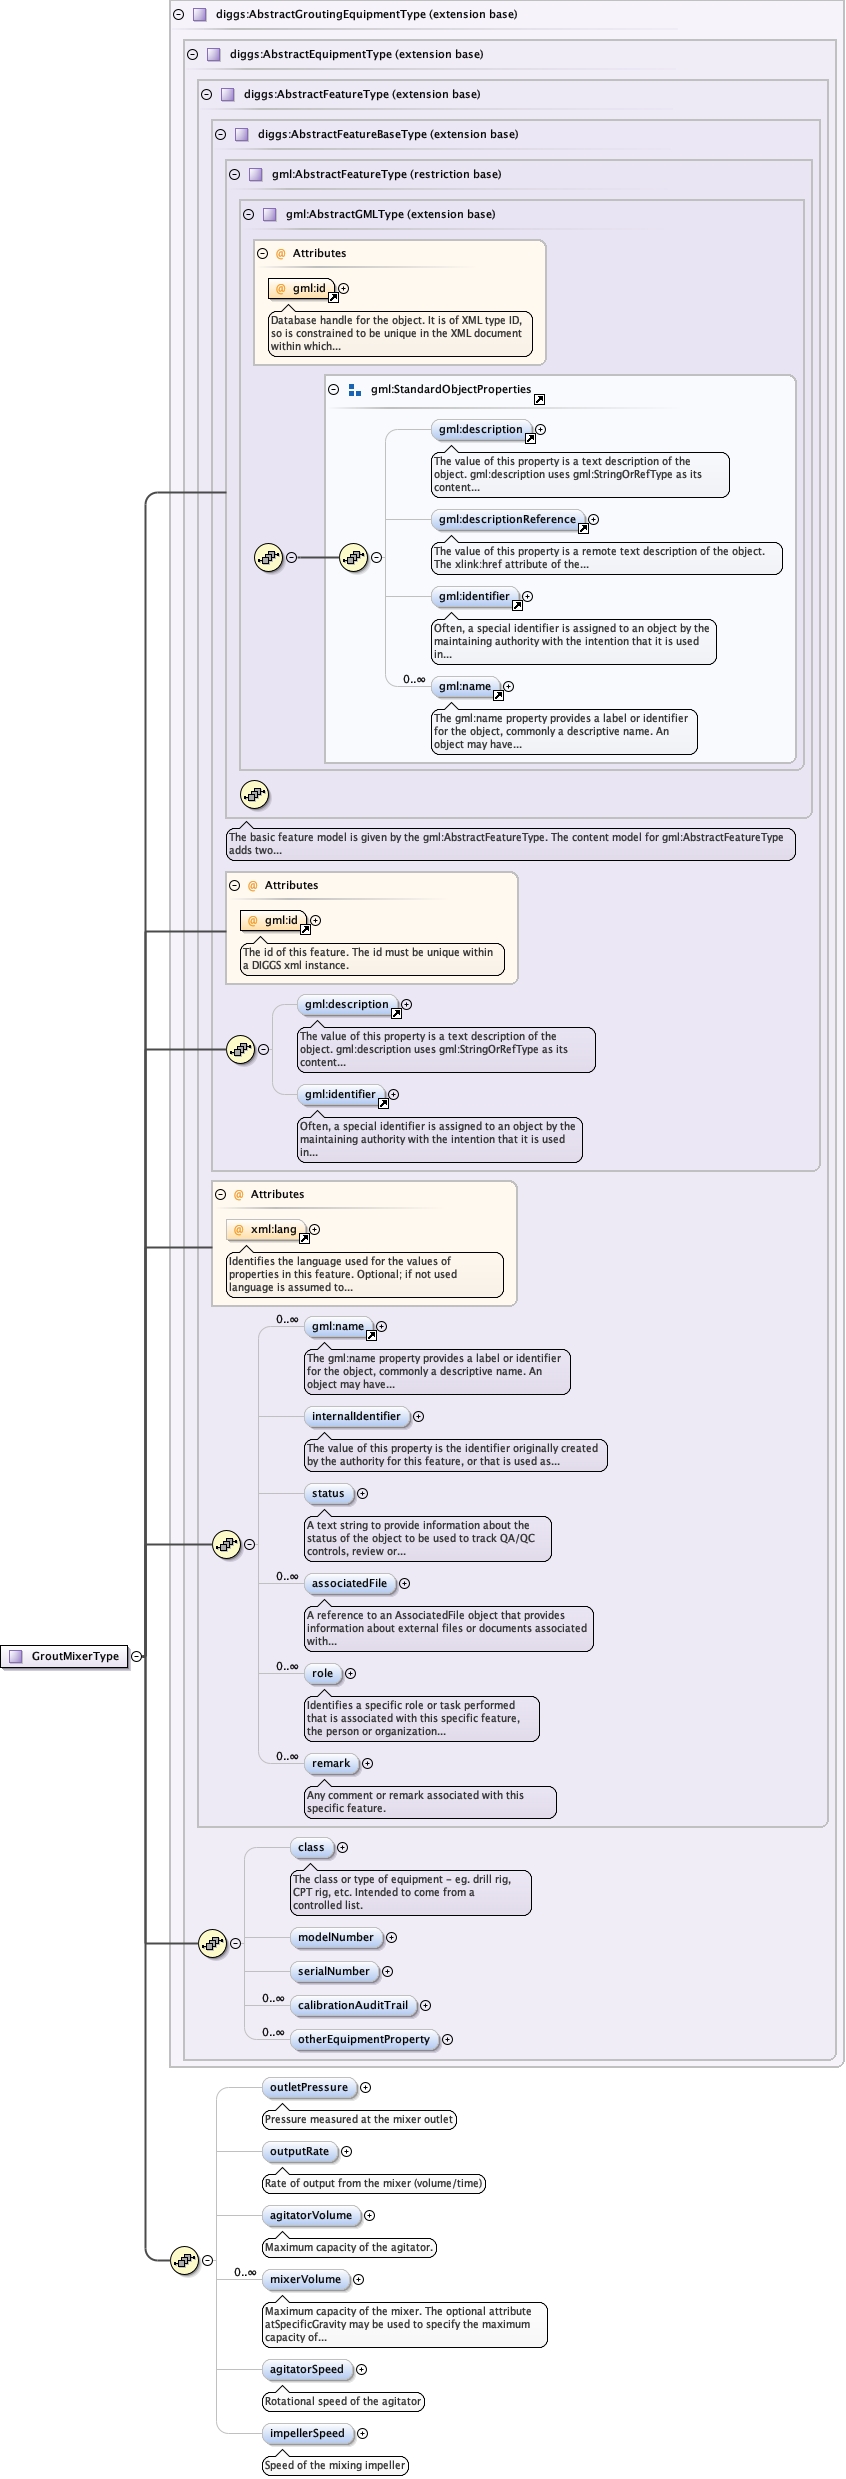 diggs:AbstractGroutingEquipmentType (extension base)
diggs:AbstractEquipmentType (extension base)
diggs:AbstractFeatureType (extension base)
diggs:AbstractFeatureBaseType (extension base)
gml:AbstractFeatureType (restriction base)
gml:AbstractGMLType (extension base)
@ Attributes
@ gml:id
Database handle for the object. It is of XML type ID,
so is constrained to be unique in the XML document
within which...
gml:StandardObjectProperties
gml:description
The value of this property is a text description of the
object. gml:description uses gml:StringOrRefType as its
content...
gml:descriptionReference
The value of this property is a remote text description of the object.
The xlink:href attribute of the...
gml:identifier
Often, a special identifier is assigned to an object by the
maintaining authority with the intention that it is used
in...
0..∞ gml:name
The gml:name property provides a label or identifier
for the object, commonly a descriptive name. An
object may have...
The basic feature model is given by the gml:AbstractFeatureType. The content model for gml:AbstractFeatureType
adds two...
@ Attributes
@ gml:id
The id of this feature. The id must be unique within
a DIGGS xml instance.
gml:description
The value of this property is a text description of the
object. gml:description uses gml:StringOrRefType as its
content...
gml:identifier
Often, a special identifier is assigned to an object by the
maintaining authority with the intention that it is used
in...
@ Attributes
@ xml:lang
Identifies the language used for the values of
properties in this feature. Optional; if not used
language is assumed to...
0..∞ gml:name
The gml:name property provides a label or identifier
for the object, commonly a descriptive name. An
object may have...
internalIdentifier
The value of this property is the identifier originally created
by the authority for this feature, or that is used as...
status
A text string to provide information about the
status of the object to be used to track QA/QC
controls, review or...
0..∞ associatedFile
A reference to an AssociatedFile object that provides
information about external files or documents associated
with...
GroutMixerType
0..∞ role
Identifies a specific role or task performed
that is associated with this specific feature,
the person or organization...
0..∞ remark
Any comment or remark associated with this
specific feature.
class
The class or type of equipment - eg. drill rig,
CPT rig, etc. Intended to come from a
controlled list.
modelNumber
serialNumber
0..∞ calibrationAuditTrail
0..∞ otherEquipmentProperty
outletPressure
Pressure measured at the mixer outlet
outputRate
Rate of output from the mixer (volume/time)
agitatorVolume
Maximum capacity of the agitator.
0..∞ mixerVolume
Maximum capacity of the mixer. The optional attribute
atSpecificGravity may be used to specify the maximum
capacity of...
agitatorSpeed
Rotational speed of the agitator
impellerSpeed
Speed of the mixing impeller